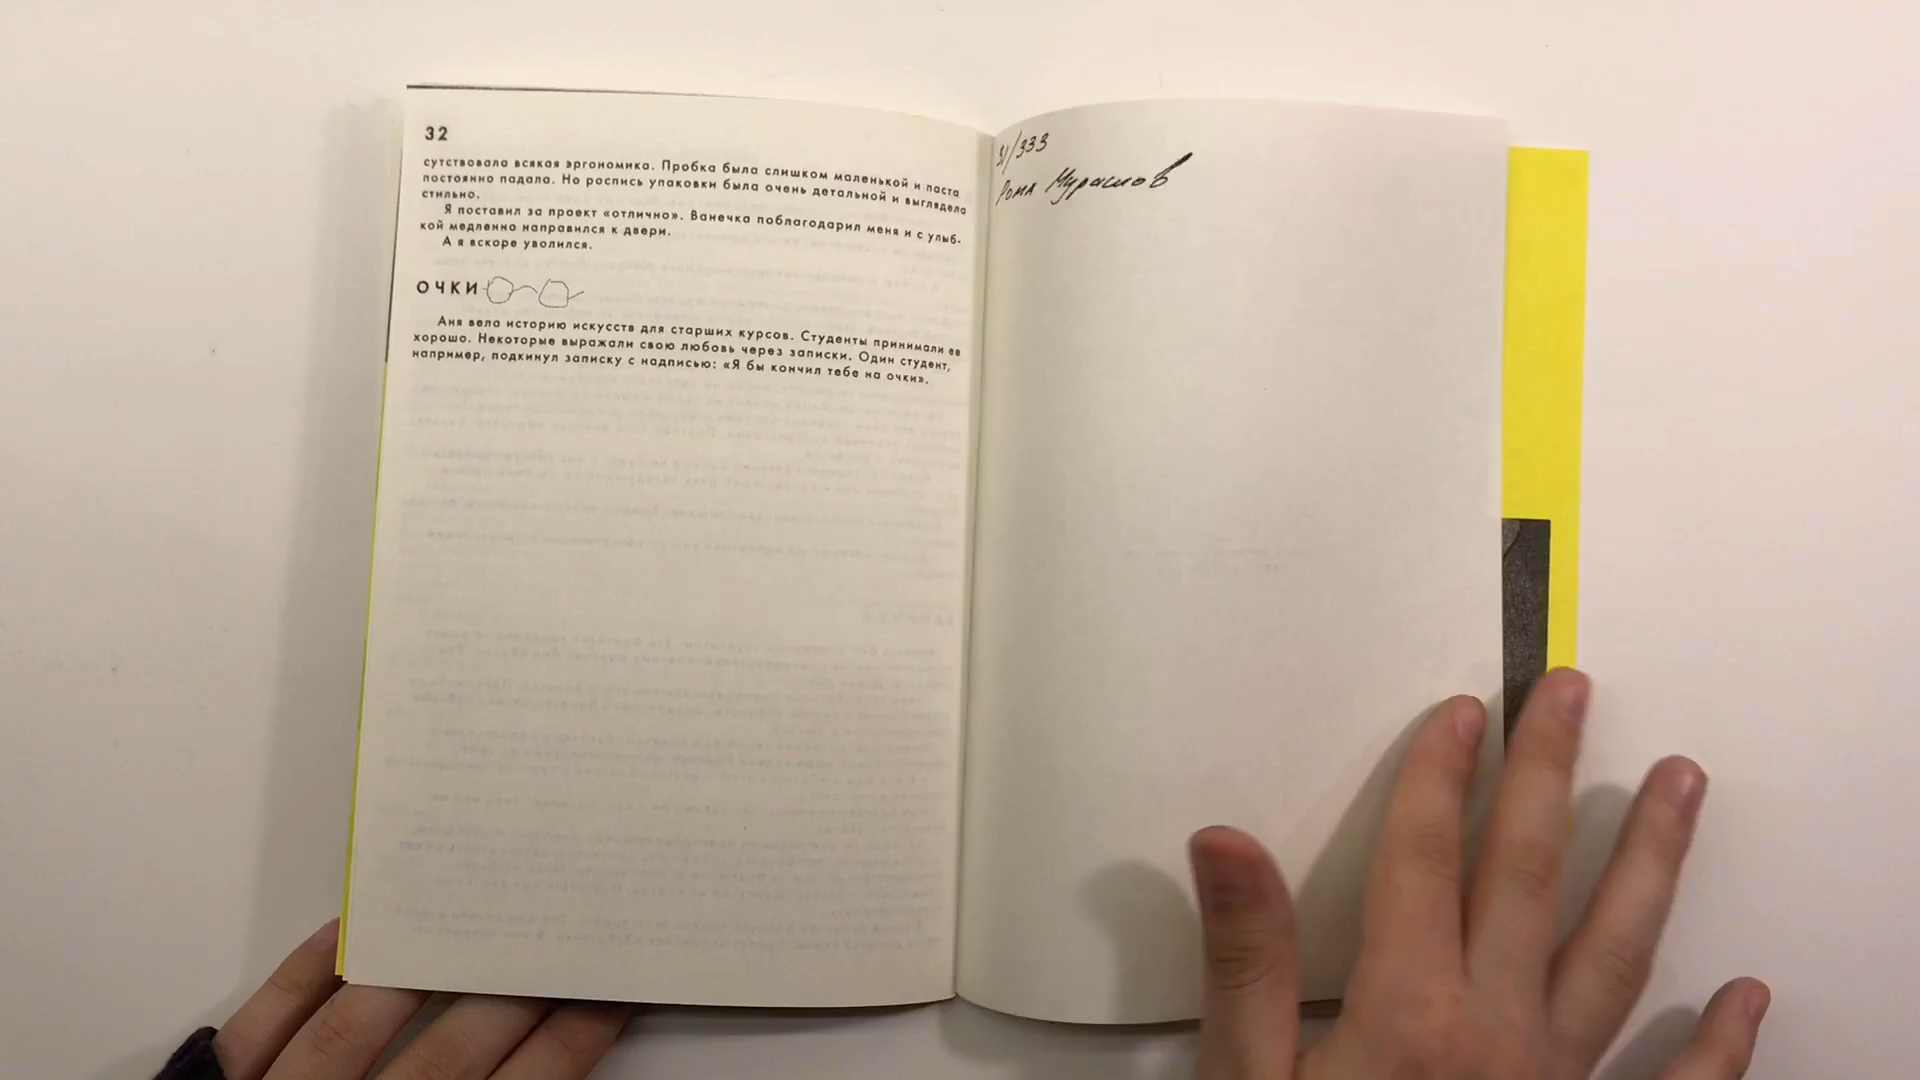 32
сутствовала всякая эргономика. Пробка была слишком маленькой и паста
постоянно падала. Но роспись упаковки была очень детальной и выглядела
стильно.
Я поставил за проект «отлично». Ванечка поблагодарил меня и с улыб-
кой медленно направился к двери.
А я вскоре уволился.
ОЧКИ
Аня вела историю искусств для старших курсов. Студенты принимали ее
хорошо. Некоторые выражали свою любовь через записки. Один студент,
например, подкинул записку с надписью: «Я бы кончил тебе на очки».
31/333
Рома Мурашов